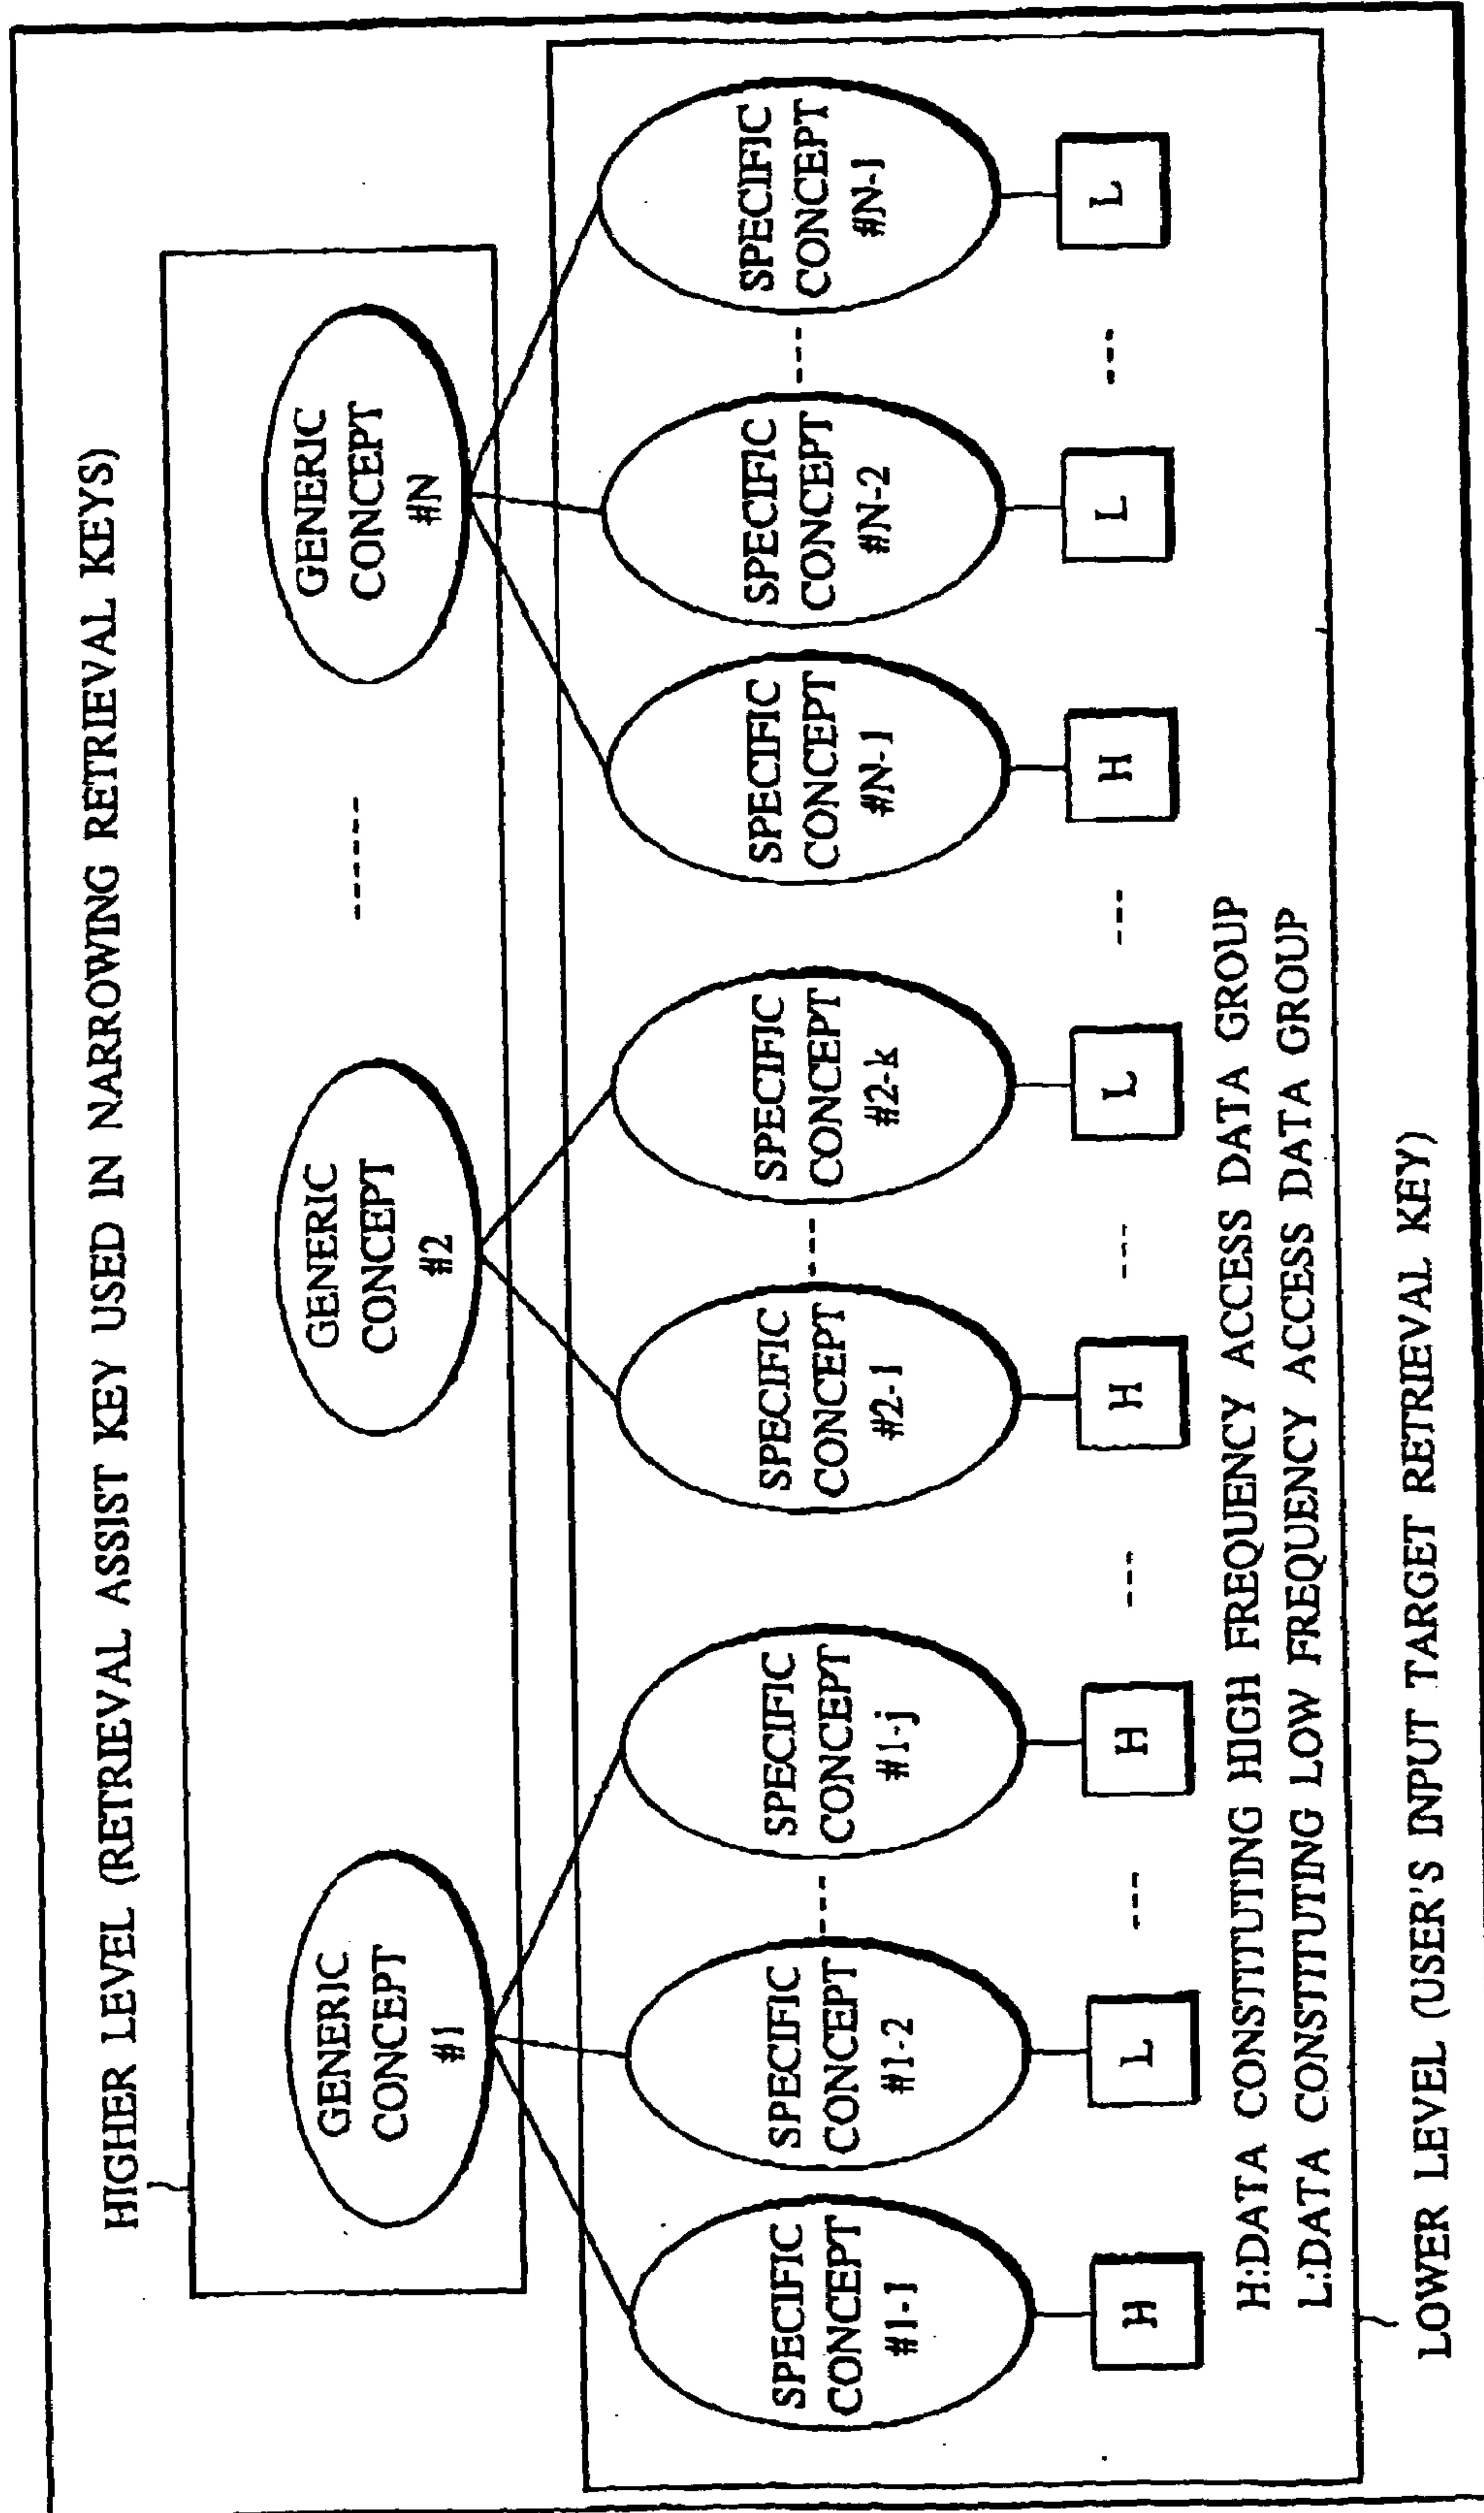 HIGHER LEVEL (RETRIEVAL ASSIST KEY USED IN NARROWING RETRIEVAL KEYS)
GENERIC
CONCEPT
#1
GENERIC
CONCEPT
#2
------
GENERIC
CONCEPT
#N
SPECIFIC
CONCEPT
#1-1
SPECIFIC
CONCEPT
#1-2
----
SPECIFIC
CONCEPT
#1-j
SPECIFIC
CONCEPT
#2-1
----
SPECIFIC
CONCEPT
#2-k
SPECIFIC
CONCEPT
#N-1
SPECIFIC
CONCEPT
#N-2
----
SPECIFIC
CONCEPT
#N-1
H
L
---
H
---
H
---
L
---
H
L
---
L
H:DATA CONSTITUTING HIGH FREQUENCY ACCESS DATA GROUP
L:DATA CONSTITUTING LOW FREQUENCY ACCESS DATA GROUP
LOWER LEVEL (USER'S INPUT TARGET RETRIEVAL KEY)